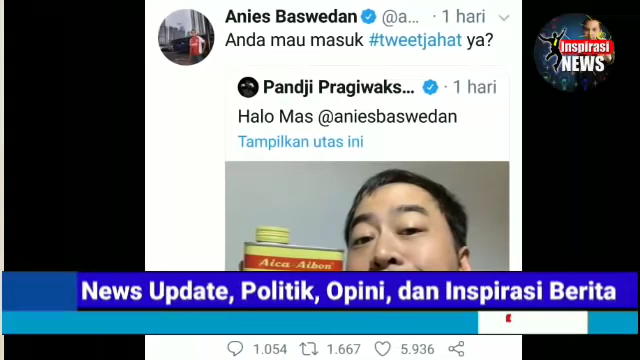 Anies Baswedan @a... · 1 hari
Anda mau masuk #tweetjahat ya?
Inspirasi
NEWS
Pandji Pragiwaks... · 1 hari
Halo Mas @aniesbaswedan
Tampilkan utas ini
Aica Aibon
News Update, Politik, Opini, dan Inspirasi Berita
1.054 1.667 5.936